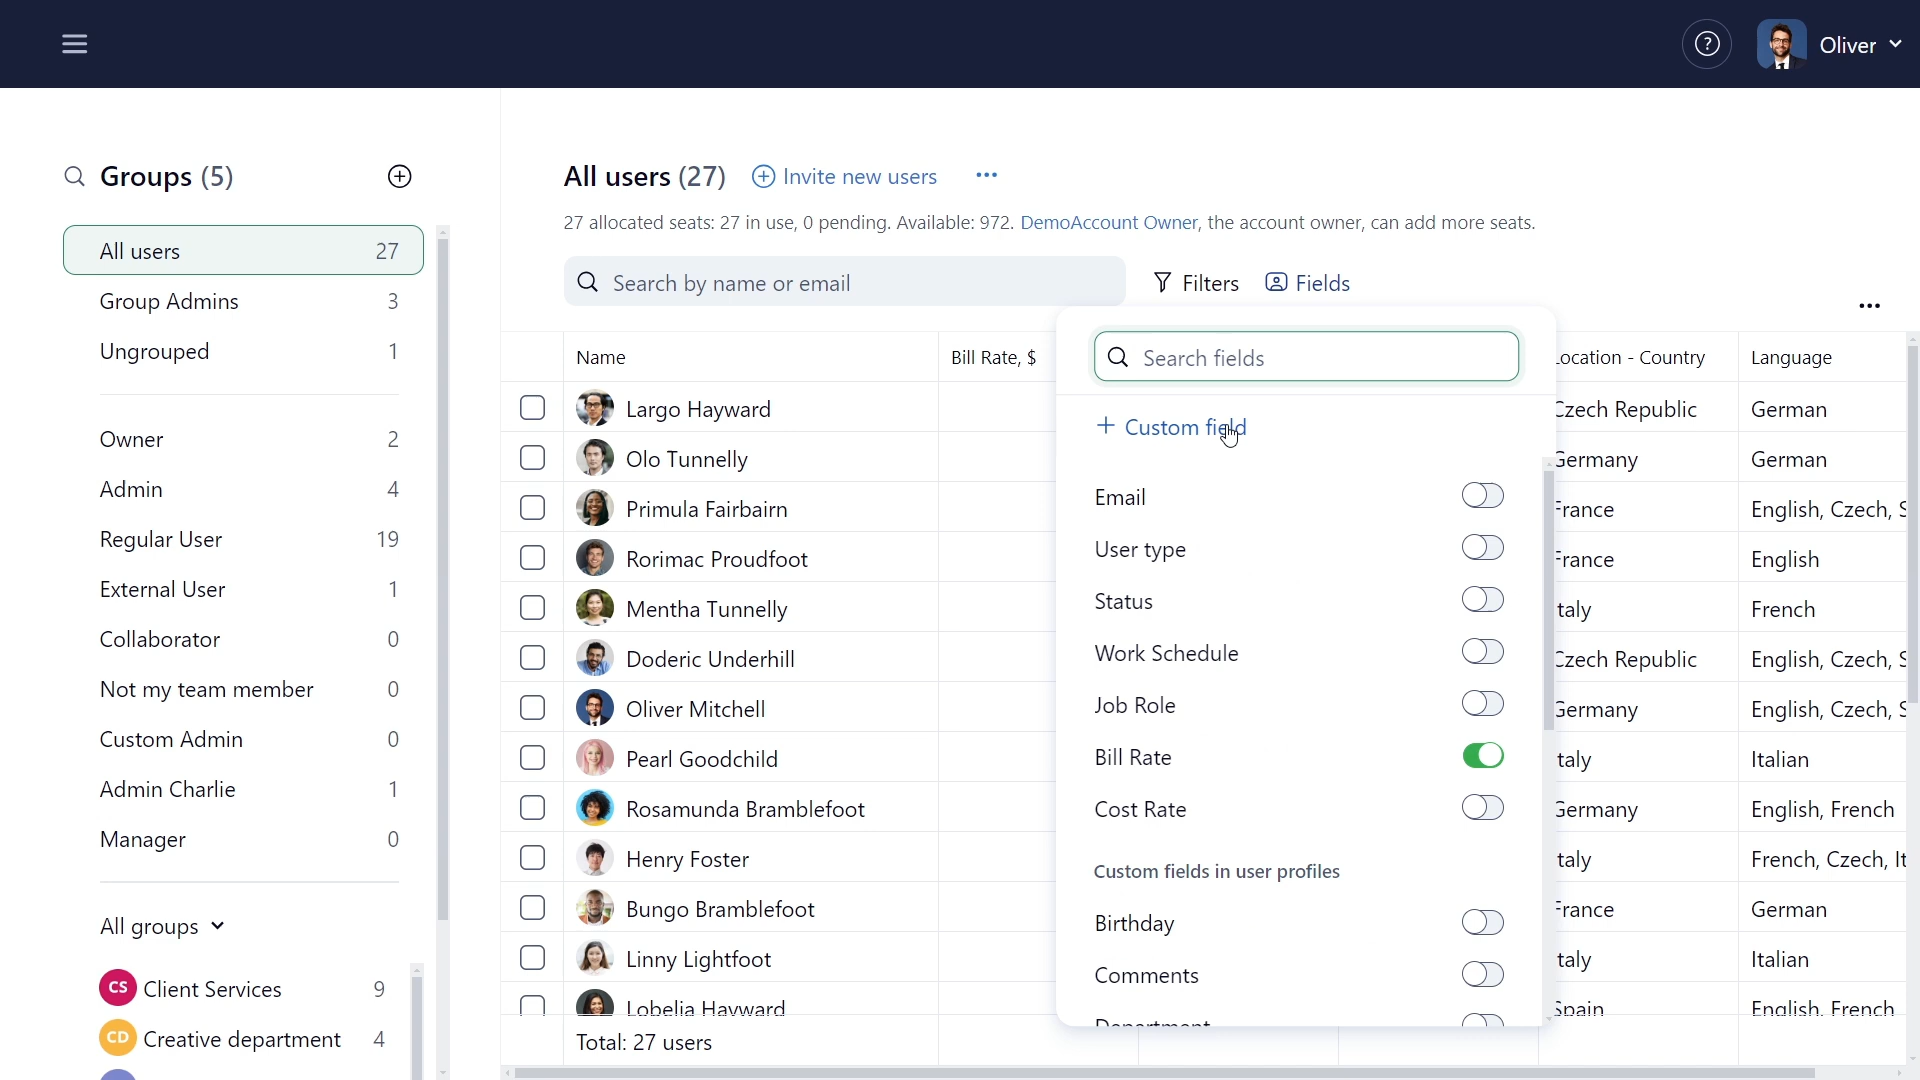 ?
Oliver
Groups (5)
All users 27
Group Admins 3
Ungrouped 1
Owner 2
Admin 4
Regular User 19
External User 1
Collaborator 0
Not my team member 0
Custom Admin 0
Admin Charlie 1
Manager 0
All groups
CS Client Services 9
CD Creative department 4
All users (27)
Invite new users
27 allocated seats: 27 in use, 0 pending. Available: 972. DemoAccount Owner, the account owner, can add more seats.
Search by name or email
Filters
Fields
Name Bill Rate, $ ocation - Country Language
Largo Hayward Czech Republic German
Olo Tunnelly Germany German
Primula Fairbairn France English, Czech, S
Rorimac Proudfoot France English
Mentha Tunnelly taly French
Doderic Underhill Czech Republic English, Czech, S
Oliver Mitchell Germany English, Czech, S
Pearl Goodchild taly Italian
Rosamunda Bramblefoot Germany English, French
Henry Foster taly French, Czech, It
Bungo Bramblefoot France German
Linny Lightfoot taly Italian
Lobelia Hayward Spain English, French
Total: 27 users
Search fields
+ Custom field
Email
User type
Status
Work Schedule
Job Role
Bill Rate
Cost Rate
Custom fields in user profiles
Birthday
Comments
Department